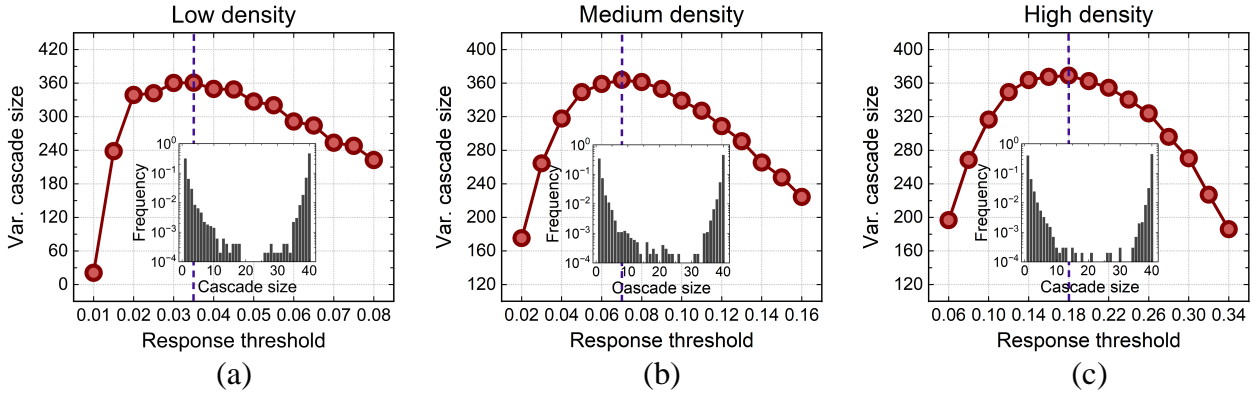 Low density
Var. cascade size
420
360
300
240
180
120
60
0
Frequency
10^0
10^-1
10^-2
10^-3
10^-4
0 10 20 30 40
Cascade size
0.01 0.02 0.03 0.04 0.05 0.06 0.07 0.08
Response threshold
(a)
Medium density
Var. cascade size
400
360
320
280
240
200
160
120
Frequency
10^0
10^-1
10^-2
10^-3
10^-4
0 10 20 30 40
Cascade size
0.02 0.04 0.06 0.08 0.10 0.12 0.14 0.16
Response threshold
(b)
High density
Var. cascade size
400
360
320
280
240
200
160
120
Frequency
10^0
10^-1
10^-2
10^-3
10^-4
0 10 20 30 40
Cascade size
0.06 0.10 0.14 0.18 0.22 0.26 0.30 0.34
Response threshold
(c)